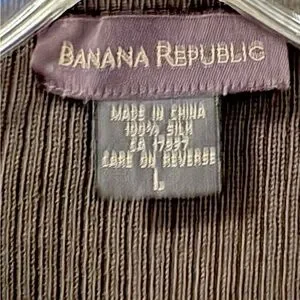 BANANA REPUBLIC
MADE IN CHINA
100% SILK
CARE ON REVERSE
L